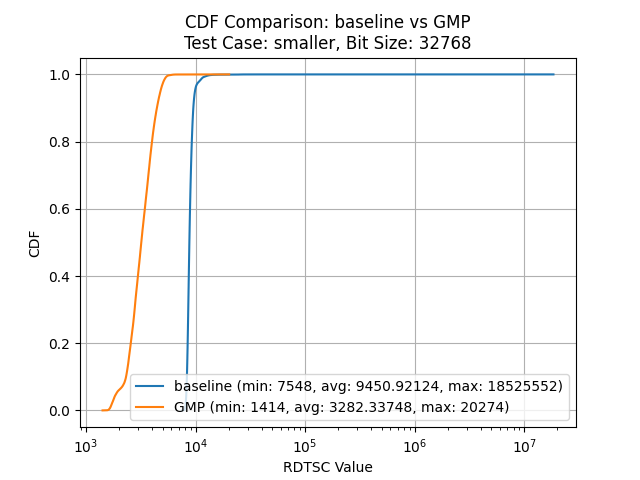 CDF Comparison: baseline vs GMP
Test Case: smaller, Bit Size: 32768
1.0
0.8
0.6
0.4
0.2
0.0
CDF
baseline (min: 7548, avg: 9450.92124, max: 18525552)
GMP (min: 1414, avg: 3282.33748, max: 20274)
10³ 10⁴ 10⁵ 10⁶ 10⁷
RDTSC Value